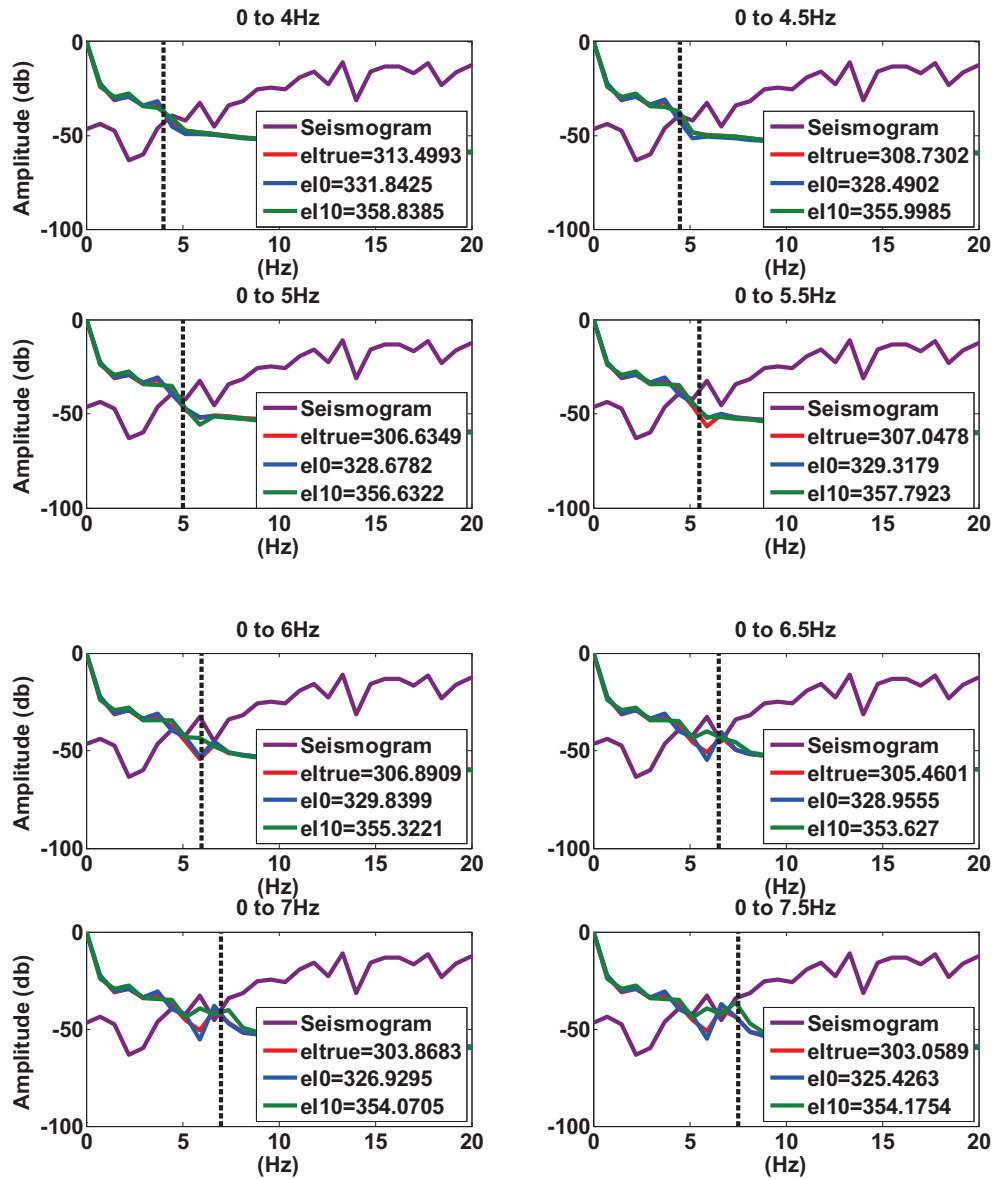 0 to 4Hz
0
-50
-100
Amplitude (db)
0 5 10 15 20
(Hz)
Seismogram
eltrue=313.4993
el0=331.8425
el10=358.8385
0 to 4.5Hz
0
-50
-100
0 5 10 15 20
(Hz)
Seismogram
eltrue=308.7302
el0=328.4902
el10=355.9985
0 to 5Hz
0
-50
-100
Amplitude (db)
0 5 10 15 20
(Hz)
Seismogram
eltrue=306.6349
el0=328.6782
el10=356.6322
0 to 5.5Hz
0
-50
-100
0 5 10 15 20
(Hz)
Seismogram
eltrue=307.0478
el0=329.3179
el10=357.7923
0 to 6Hz
0
-50
-100
Amplitude (db)
0 5 10 15 20
(Hz)
Seismogram
eltrue=306.8909
el0=329.8399
el10=355.3221
0 to 6.5Hz
0
-50
-100
0 5 10 15 20
(Hz)
Seismogram
eltrue=305.4601
el0=328.9555
el10=353.627
0 to 7Hz
0
-50
-100
Amplitude (db)
0 5 10 15 20
(Hz)
Seismogram
eltrue=303.8683
el0=326.9295
el10=354.0705
0 to 7.5Hz
0
-50
-100
0 5 10 15 20
(Hz)
Seismogram
eltrue=303.0589
el0=325.4263
el10=354.1754